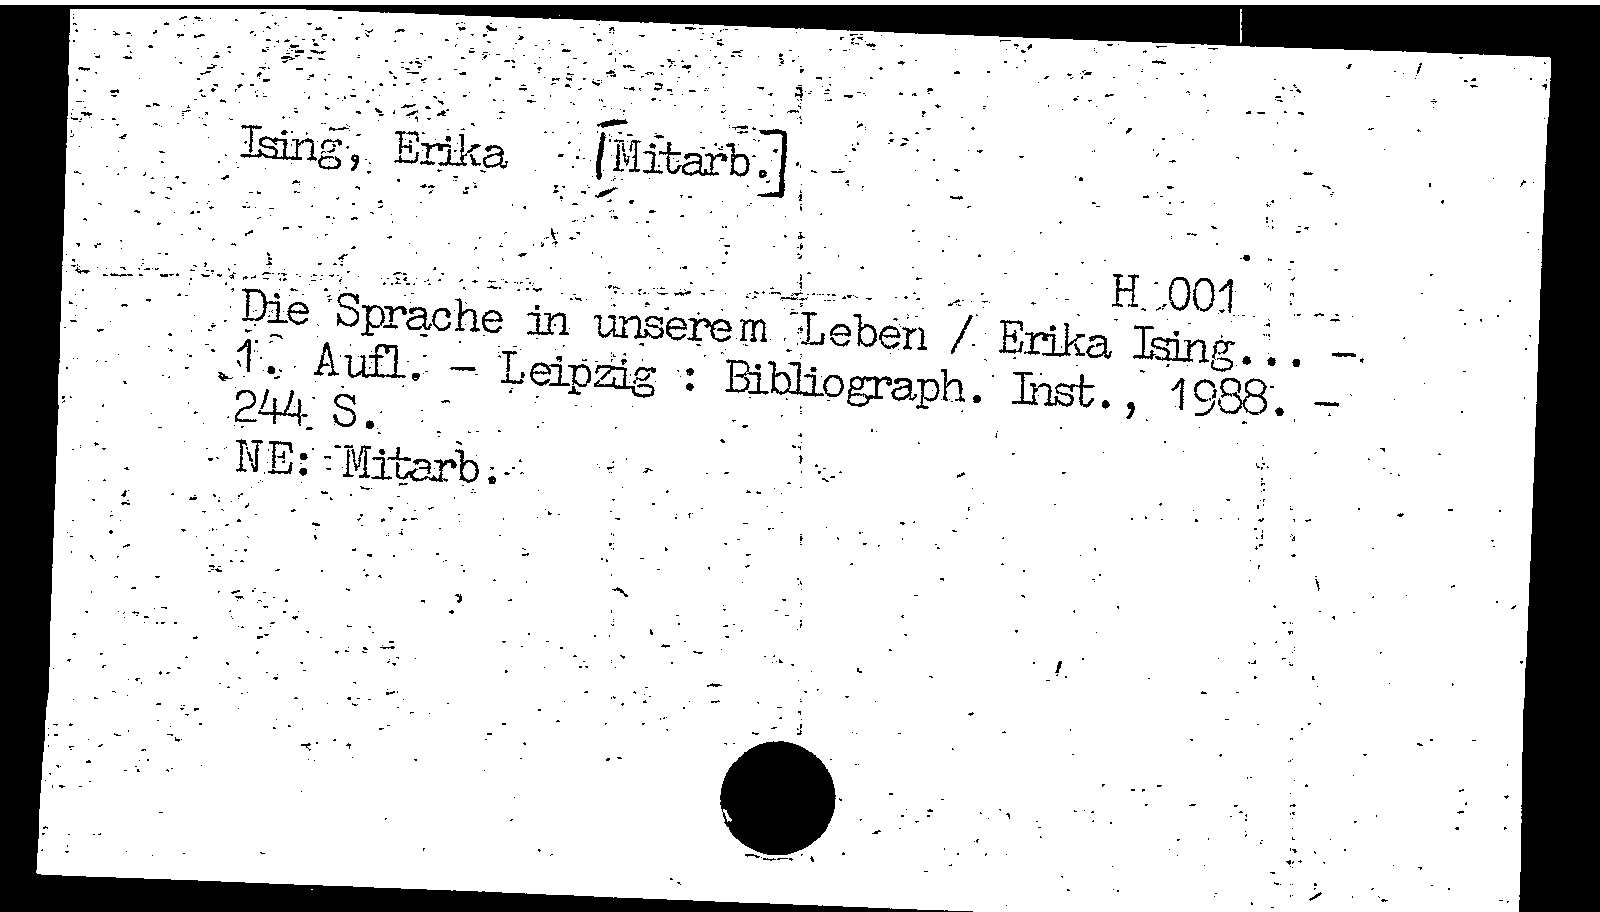 Ising, Erika [Mitarb.]
H 001
Die Sprache in unserem Leben / Erika Ising... -
1. Aufl. - Leipzig : Bibliograph. Inst., 1988. -
244 S.
NE: Mitarb.